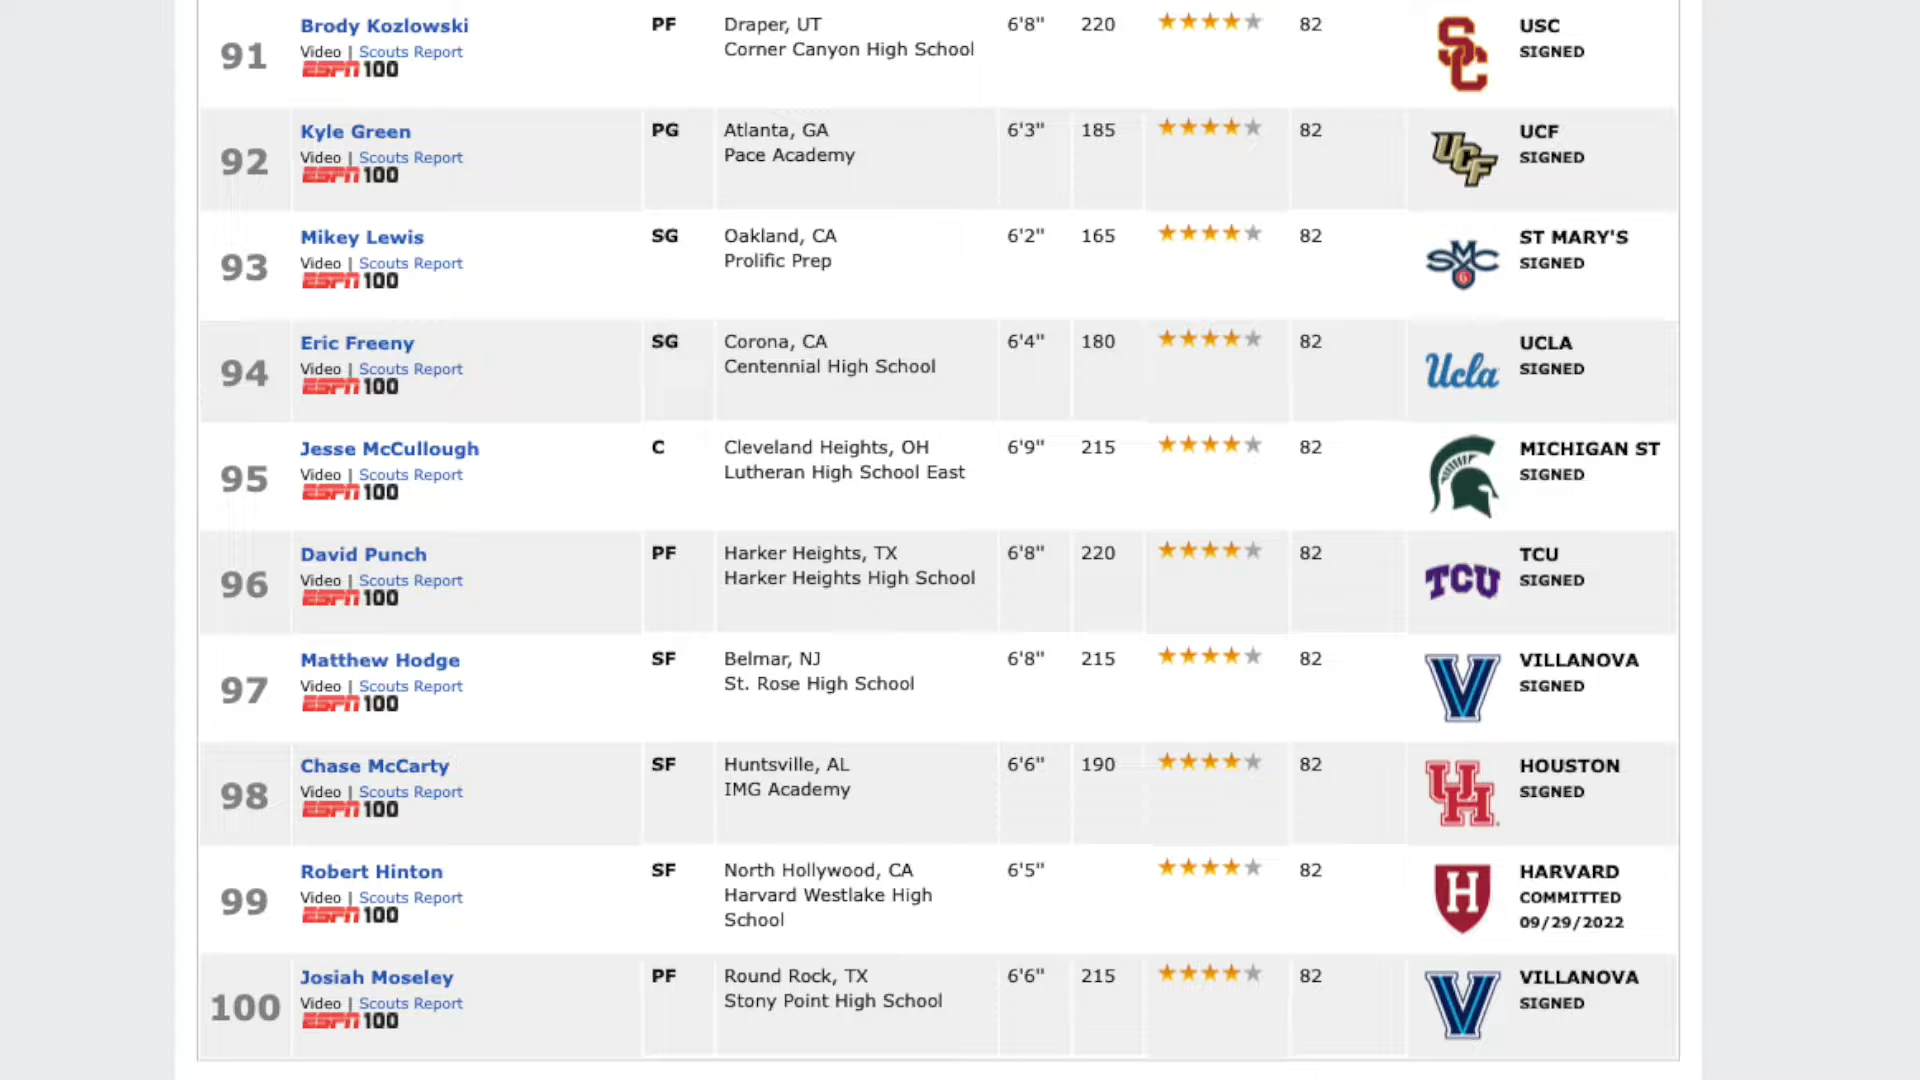 91
Brody Kozlowski
Video | Scouts Report
ESPN 100
PF
Draper, UT
Corner Canyon High School
6'8"
220
82
SC
USC
SIGNED
92
Kyle Green
Video | Scouts Report
ESPN 100
PG
Atlanta, GA
Pace Academy
6'3"
185
82
UCF
UCF
SIGNED
93
Mikey Lewis
Video | Scouts Report
ESPN 100
SG
Oakland, CA
Prolific Prep
6'2"
165
82
SMC
ST MARY'S
SIGNED
94
Eric Freeny
Video | Scouts Report
ESPN 100
SG
Corona, CA
Centennial High School
6'4"
180
82
Ucla
UCLA
SIGNED
95
Jesse McCullough
Video | Scouts Report
ESPN 100
C
Cleveland Heights, OH
Lutheran High School East
6'9"
215
82
MICHIGAN ST
SIGNED
96
David Punch
Video | Scouts Report
ESPN 100
PF
Harker Heights, TX
Harker Heights High School
6'8"
220
82
TCU
TCU
SIGNED
97
Matthew Hodge
Video | Scouts Report
ESPN 100
SF
Belmar, NJ
St. Rose High School
6'8"
215
82
V
VILLANOVA
SIGNED
98
Chase McCarty
Video | Scouts Report
ESPN 100
SF
Huntsville, AL
IMG Academy
6'6"
190
82
UH
HOUSTON
SIGNED
99
Robert Hinton
Video | Scouts Report
ESPN 100
SF
North Hollywood, CA
Harvard Westlake High
School
6'5"
82
H
HARVARD
COMMITTED
09/29/2022
100
Josiah Moseley
Video | Scouts Report
ESPN 100
PF
Round Rock, TX
Stony Point High School
6'6"
215
82
V
VILLANOVA
SIGNED